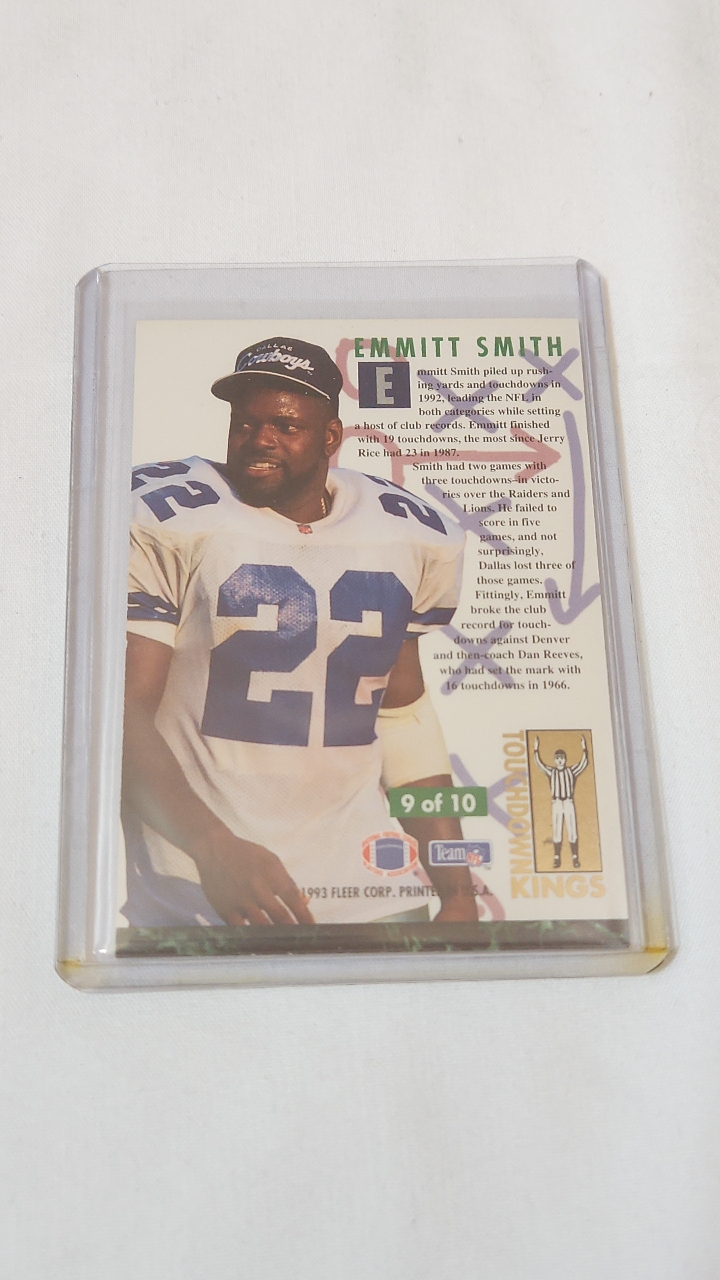 EMMITT SMITH
DALLAS
Cowboys
Emmitt Smith piled up rush-
ing yards and touchdowns in
1992, leading the NFL in
both categories while setting
a host of club records. Emmitt finished
with 19 touchdowns, the most since Jerry
Rice had 23 in 1987.
Smith had two games with
three touchdowns–in victo-
ries over the Raiders and
Lions. He failed to
score in five
games, and not
surprisingly,
Dallas lost three of
those games.
Fittingly, Emmitt
broke the club
record for touch-
downs against Denver
and then-coach Dan Reeves,
who had set the mark with
16 touchdowns in 1966.
22
22
22
9 of 10
TOUCHDOWN
KINGS
Team NFL
1993 FLEER CORP. PRINTED IN U.S.A.